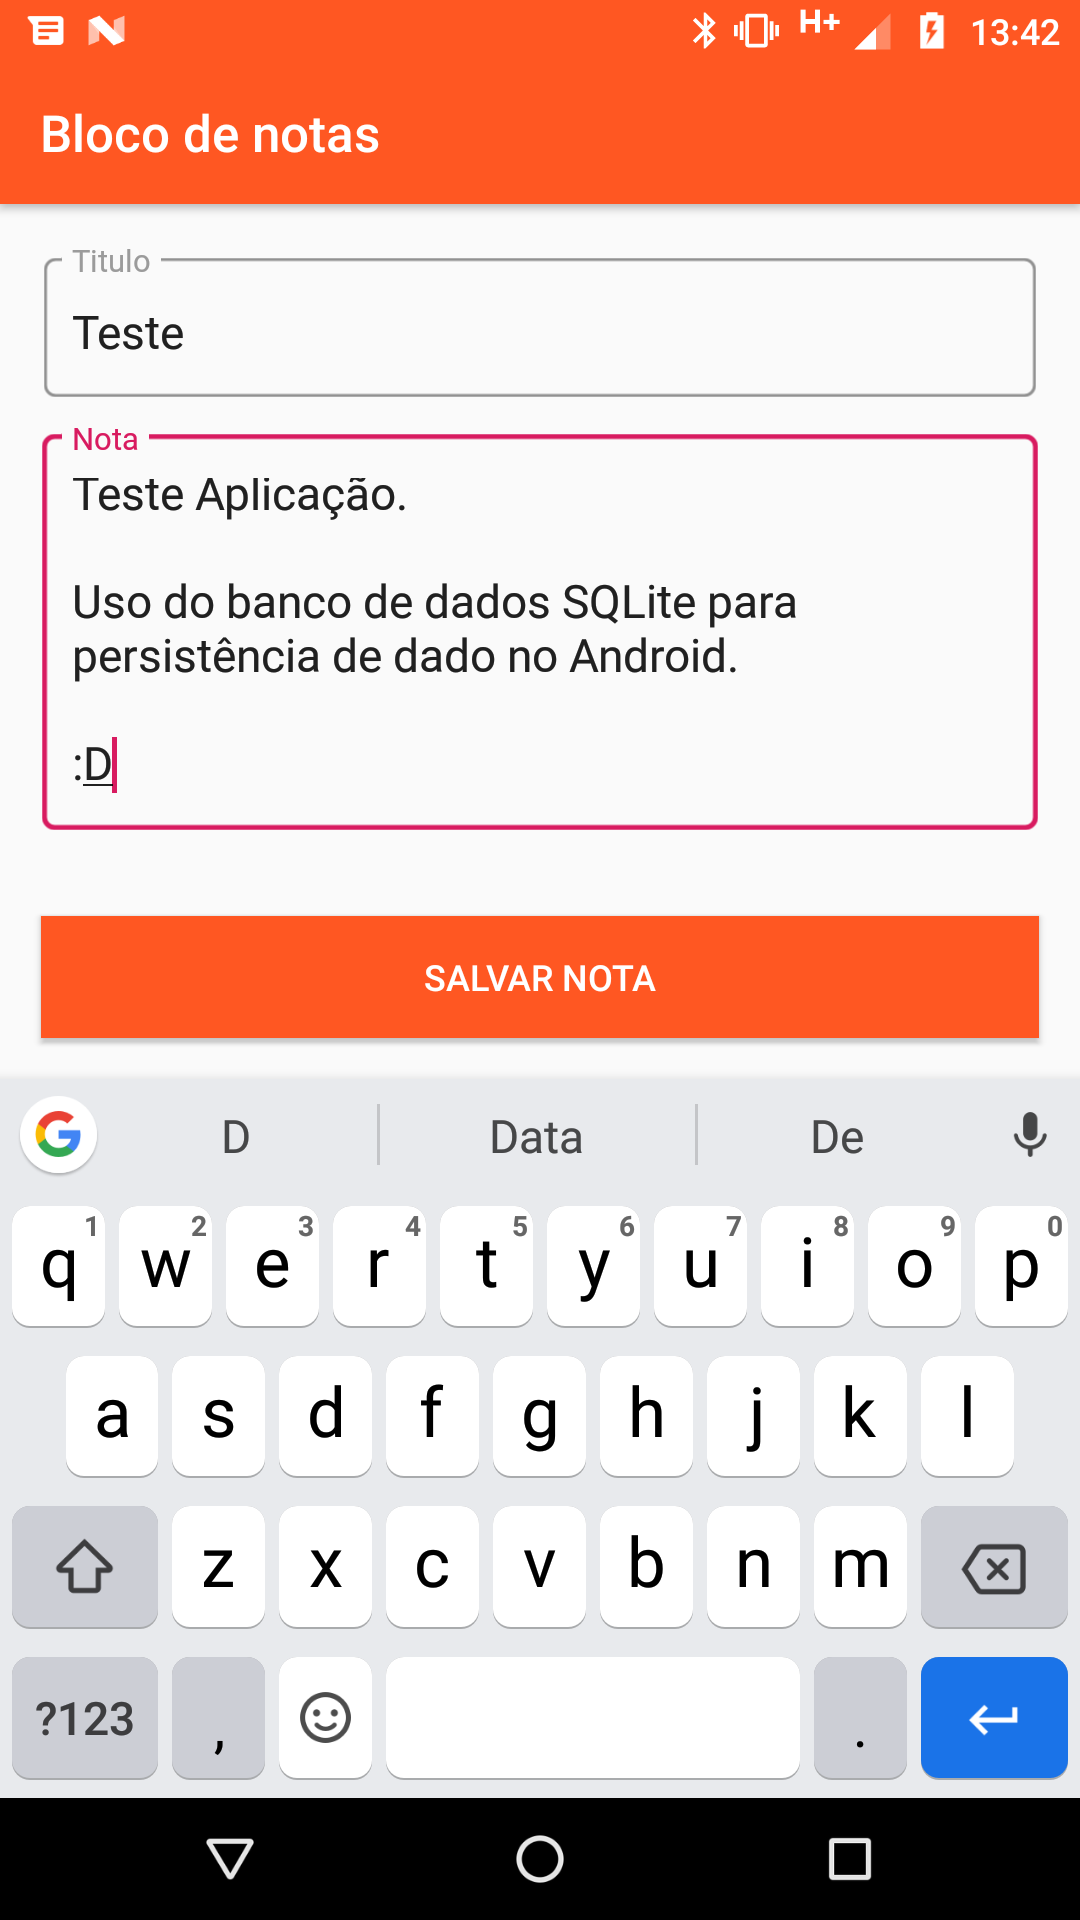 H+ 13:42
Bloco de notas
Titulo
Teste
Nota
Teste Aplicação.
Uso do banco de dados SQLite para
persistência de dado no Android.
:D
SALVAR NOTA
D Data De
1 2 3 4 5 6 7 8 9 0
q w e r t y u i o p
a s d f g h j k l
z x c v b n m
?123 , .